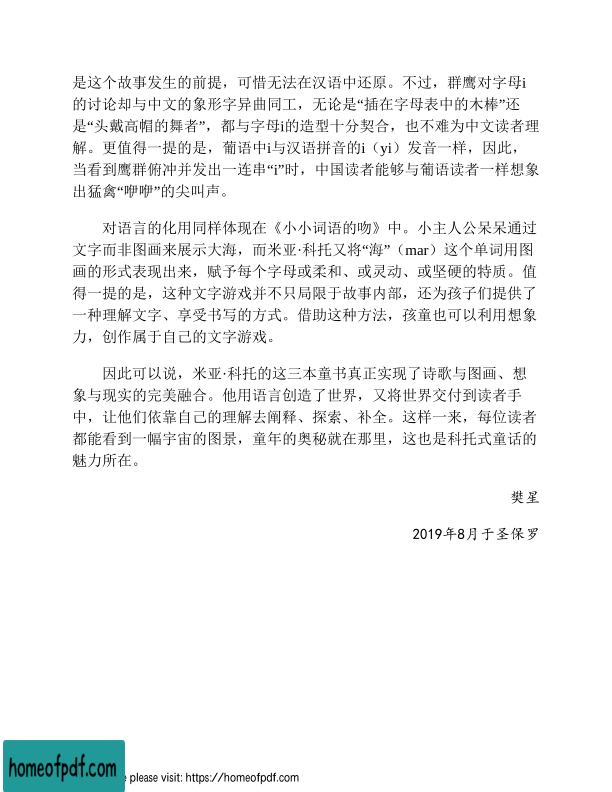 是这个故事发生的前提，可惜无法在汉语中还原。不过，群鹰对字母i
的讨论却与中文的象形字异曲同工，无论是“插在字母表中的木棒”还
是“头戴高帽的舞者”，都与字母i的造型十分契合，也不难为中文读者理
解。更值得一提的是，葡语中i与汉语拼音的i（yi）发音一样，因此，
当看到鹰群俯冲并发出一连串“i”时，中国读者能够与葡语读者一样想象
出猛禽“咿咿”的尖叫声。
对语言的化用同样体现在《小小词语的吻》中。小主人公呆呆通过
文字而非图画来展示大海，而米亚·科托又将“海”（mar）这个单词用图
画的形式表现出来，赋予每个字母或柔和、或灵动、或坚硬的特质。值
得一提的是，这种文字游戏并不只局限于故事内部，还为孩子们提供了
一种理解文字、享受书写的方式。借助这种方法，孩童也可以利用想象
力，创作属于自己的文字游戏。
因此可以说，米亚·科托的这三本童书真正实现了诗歌与图画、想
象与现实的完美融合。他用语言创造了世界，又将世界交付到读者手
中，让他们依靠自己的理解去阐释、探索、补全。这样一来，每位读者
都能看到一幅宇宙的图景，童年的奥秘就在那里，这也是科托式童话的
魅力所在。
樊星
2019年8月于圣保罗
homeofpdf.com
please visit: https://homeofpdf.com